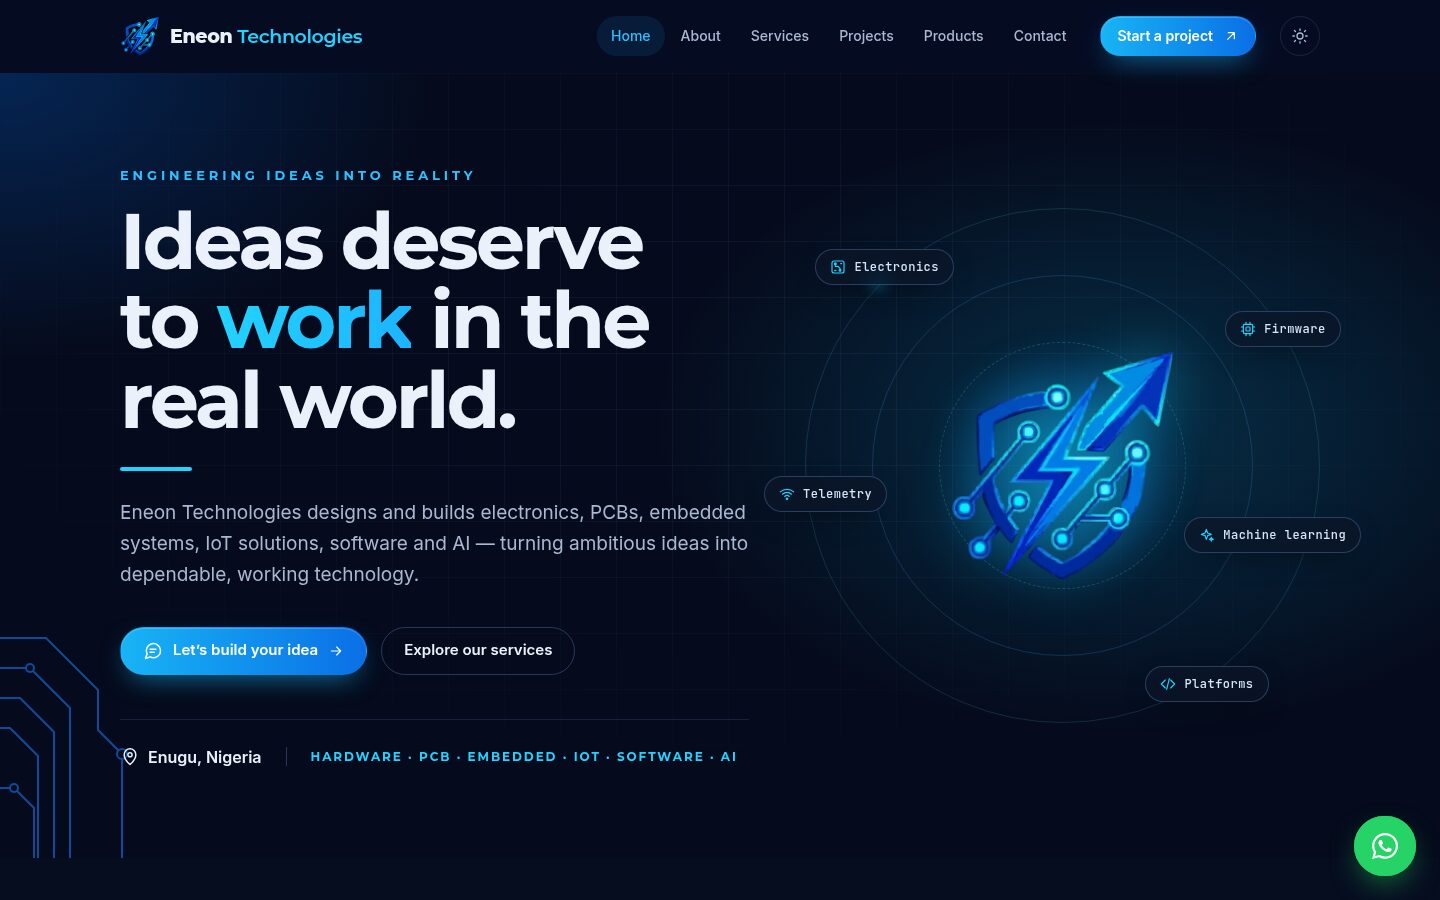 Eneon Technologies
Home
About
Services
Projects
Products
Contact
Start a project
ENGINEERING IDEAS INTO REALITY
Ideas deserve
to work in the
real world.
Eneon Technologies designs and builds electronics, PCBs, embedded
systems, IoT solutions, software and AI — turning ambitious ideas into
dependable, working technology.
Let’s build your idea
Explore our services
Enugu, Nigeria
HARDWARE · PCB · EMBEDDED · IOT · SOFTWARE · AI
Electronics
Firmware
Telemetry
Machine learning
Platforms